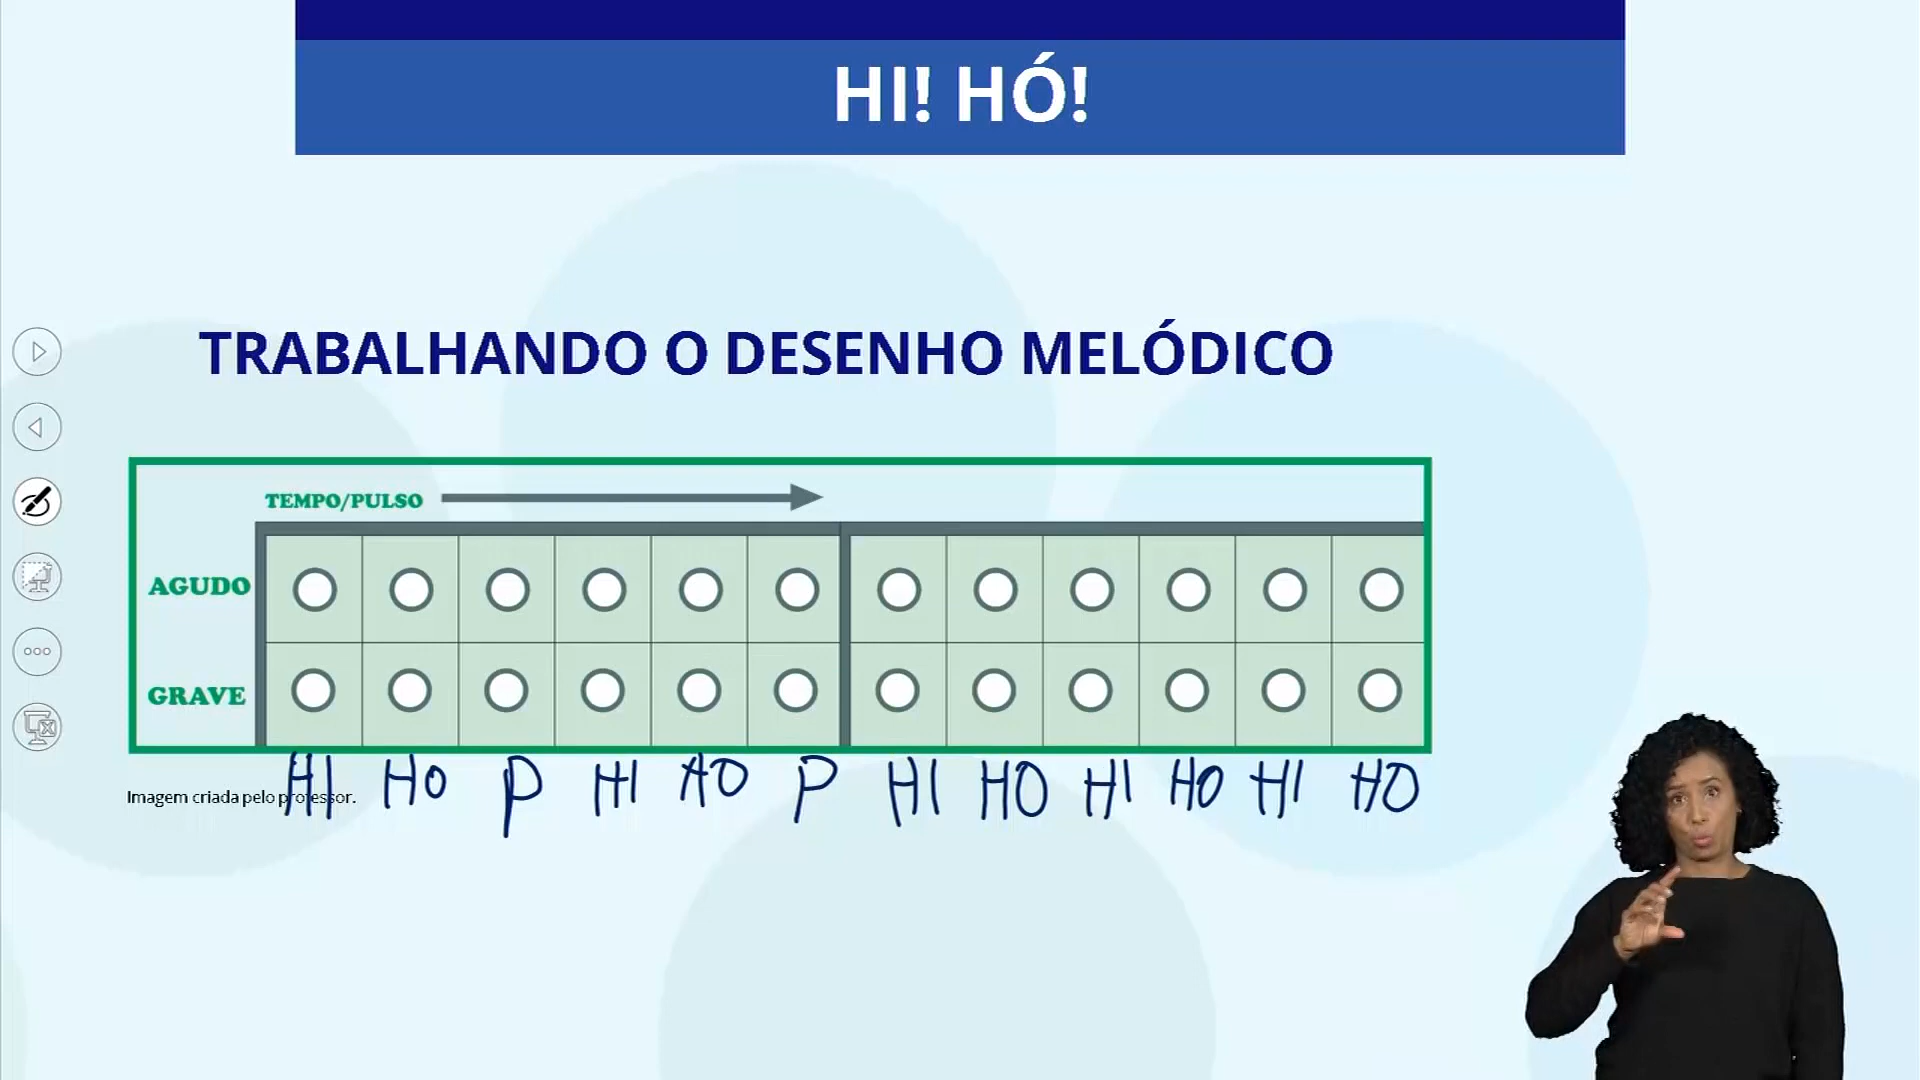 HI! HÓ!
TRABALHANDO O DESENHO MELÓDICO
TEMPO/PULSO
AGUDO
GRAVE
HI HO P HI HO P HI HO HI HO HI HO
Imagem criada pelo professor.